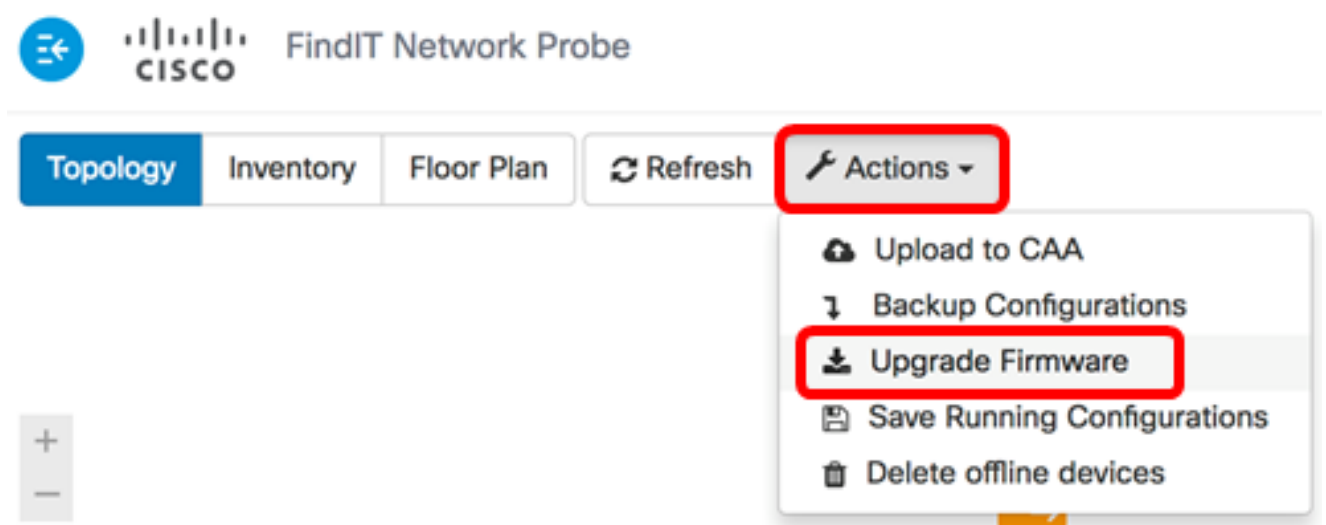 CISCO FindIT Network Probe
Topology Inventory Floor Plan Refresh Actions
Upload to CAA
Backup Configurations
Upgrade Firmware
Save Running Configurations
Delete offline devices